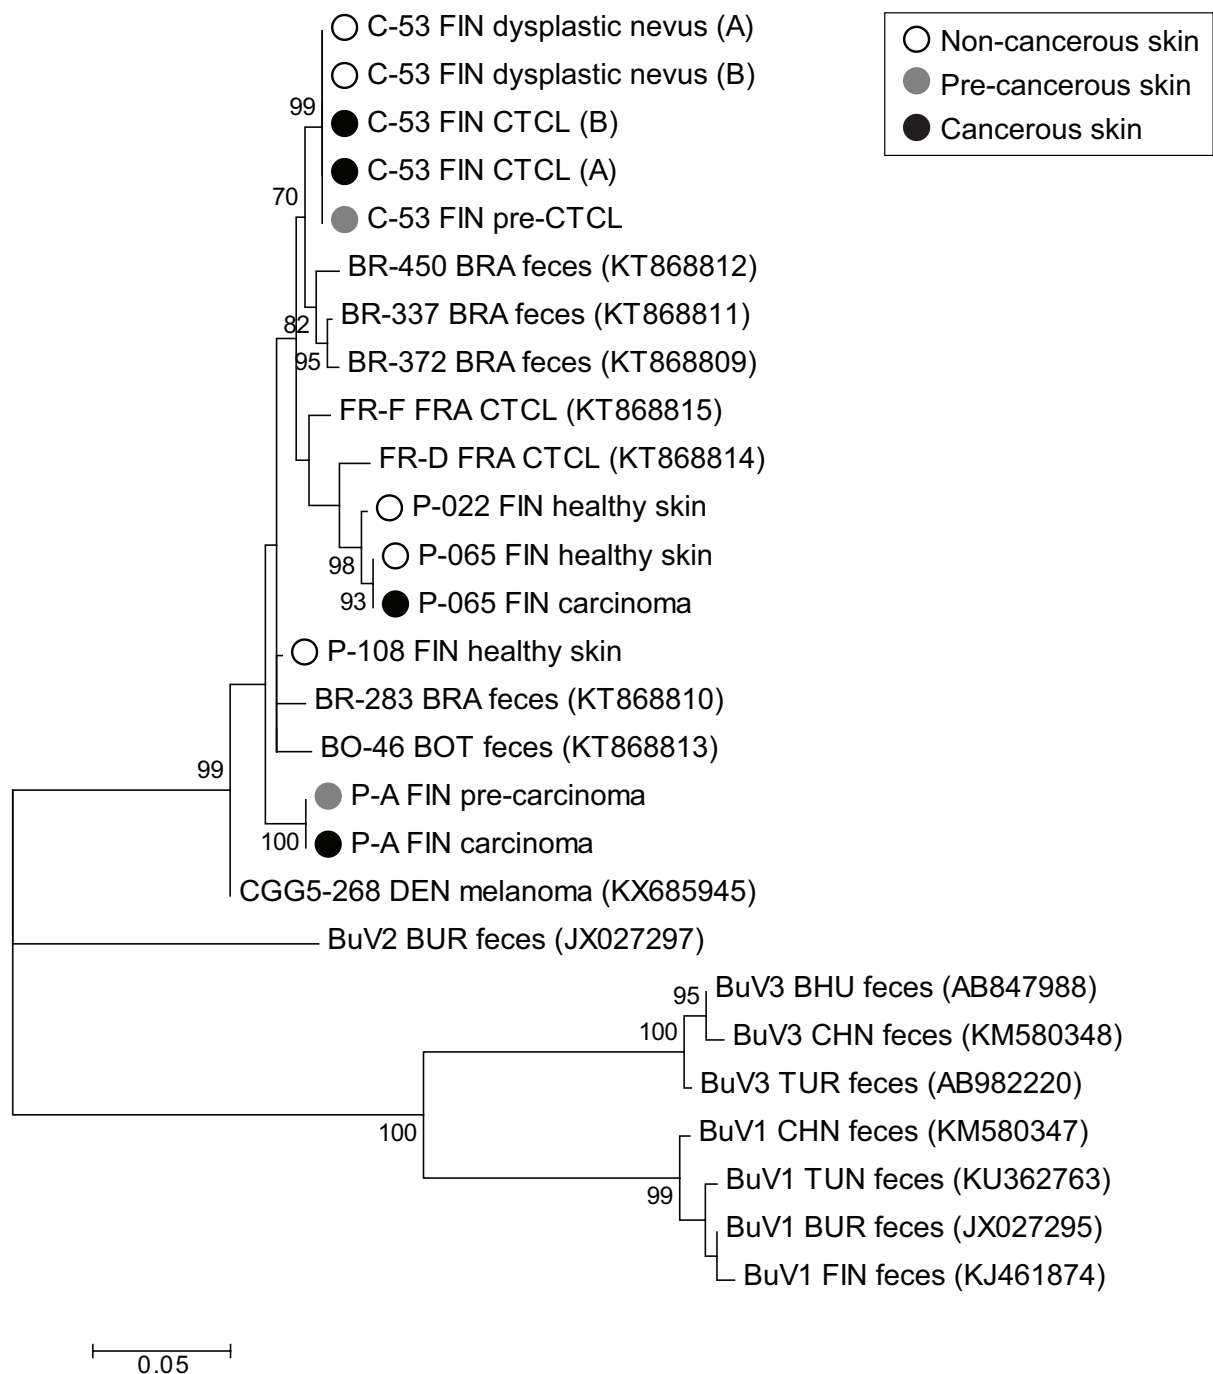 C-53 FIN dysplastic nevus (A)
Non-cancerous skin
C-53 FIN dysplastic nevus (B)
Pre-cancerous skin
99
C-53 FIN CTCL (B)
Cancerous skin
C-53 FIN CTCL (A)
70
C-53 FIN pre-CTCL
BR-450 BRA feces (KT868812)
82
BR-337 BRA feces (KT868811)
95
BR-372 BRA feces (KT868809)
FR-F FRA CTCL (KT868815)
FR-D FRA CTCL (KT868814)
P-022 FIN healthy skin
98
P-065 FIN healthy skin
93
P-065 FIN carcinoma
P-108 FIN healthy skin
BR-283 BRA feces (KT868810)
BO-46 BOT feces (KT868813)
99
P-A FIN pre-carcinoma
100
P-A FIN carcinoma
CGG5-268 DEN melanoma (KX685945)
BuV2 BUR feces (JX027297)
95
BuV3 BHU feces (AB847988)
100
BuV3 CHN feces (KM580348)
BuV3 TUR feces (AB982220)
100
BuV1 CHN feces (KM580347)
99
BuV1 TUN feces (KU362763)
BuV1 BUR feces (JX027295)
BuV1 FIN feces (KJ461874)
0.05